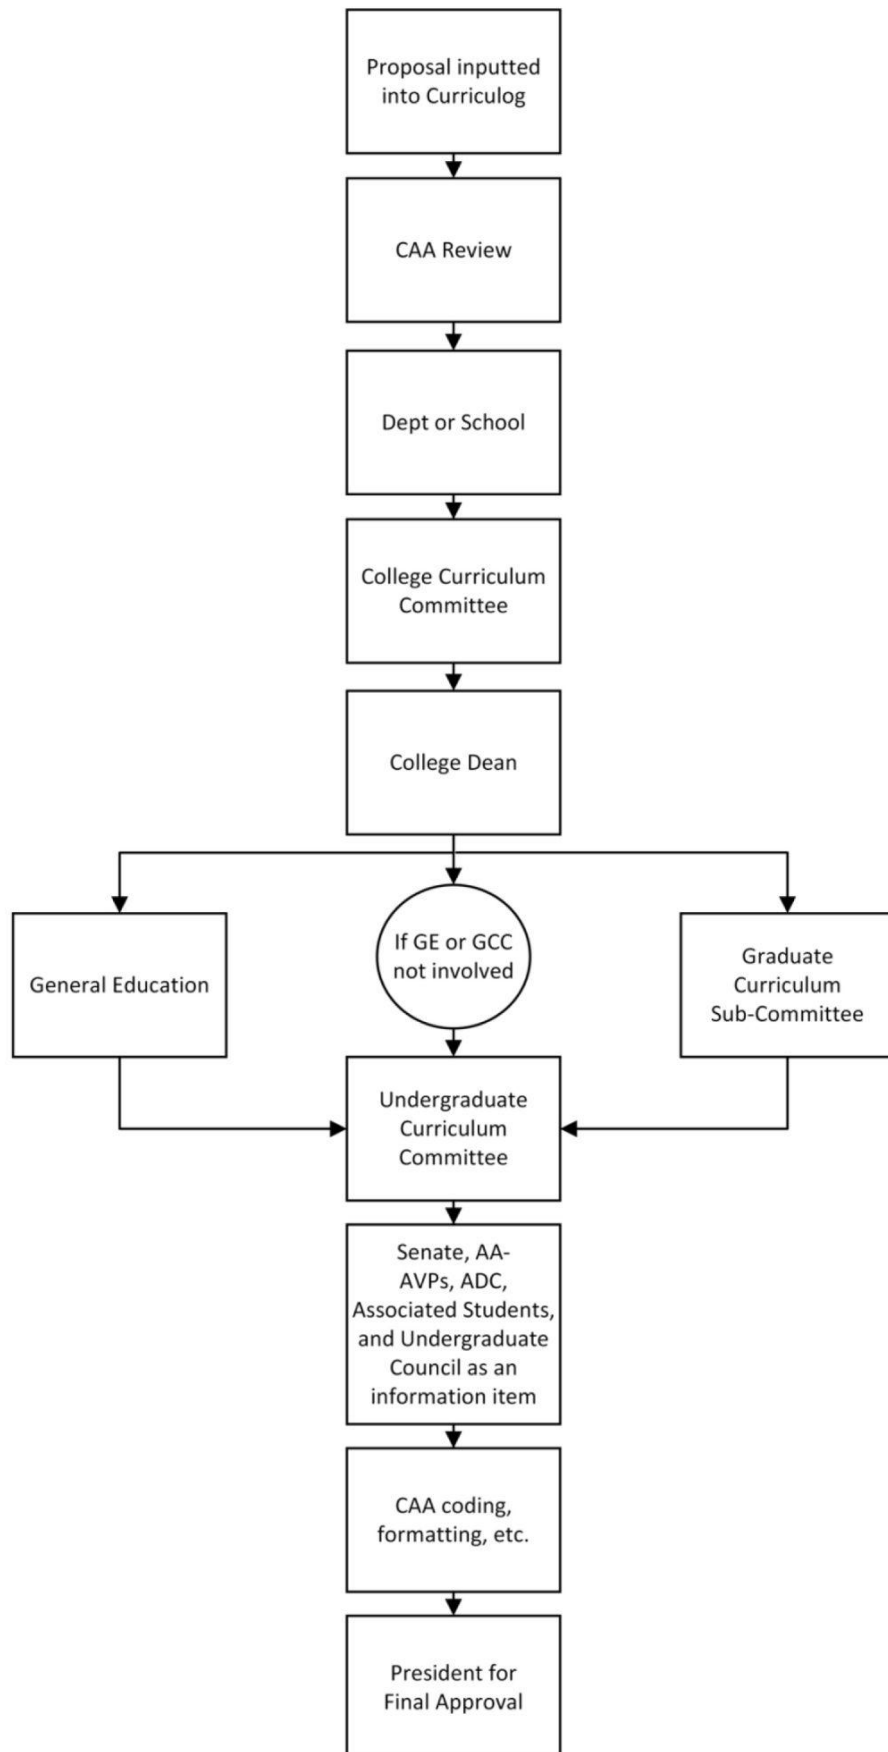 Proposal inputted
into Curriculog
CAA Review
Dept or School
College Curriculum
Committee
College Dean
General Education
If GE or GCC
not involved
Graduate
Curriculum
Sub-Committee
Undergraduate
Curriculum
Committee
Senate, AA-
AVPs, ADC,
Associated Students,
and Undergraduate
Council as an
information item
CAA coding,
formatting, etc.
President for
Final Approval